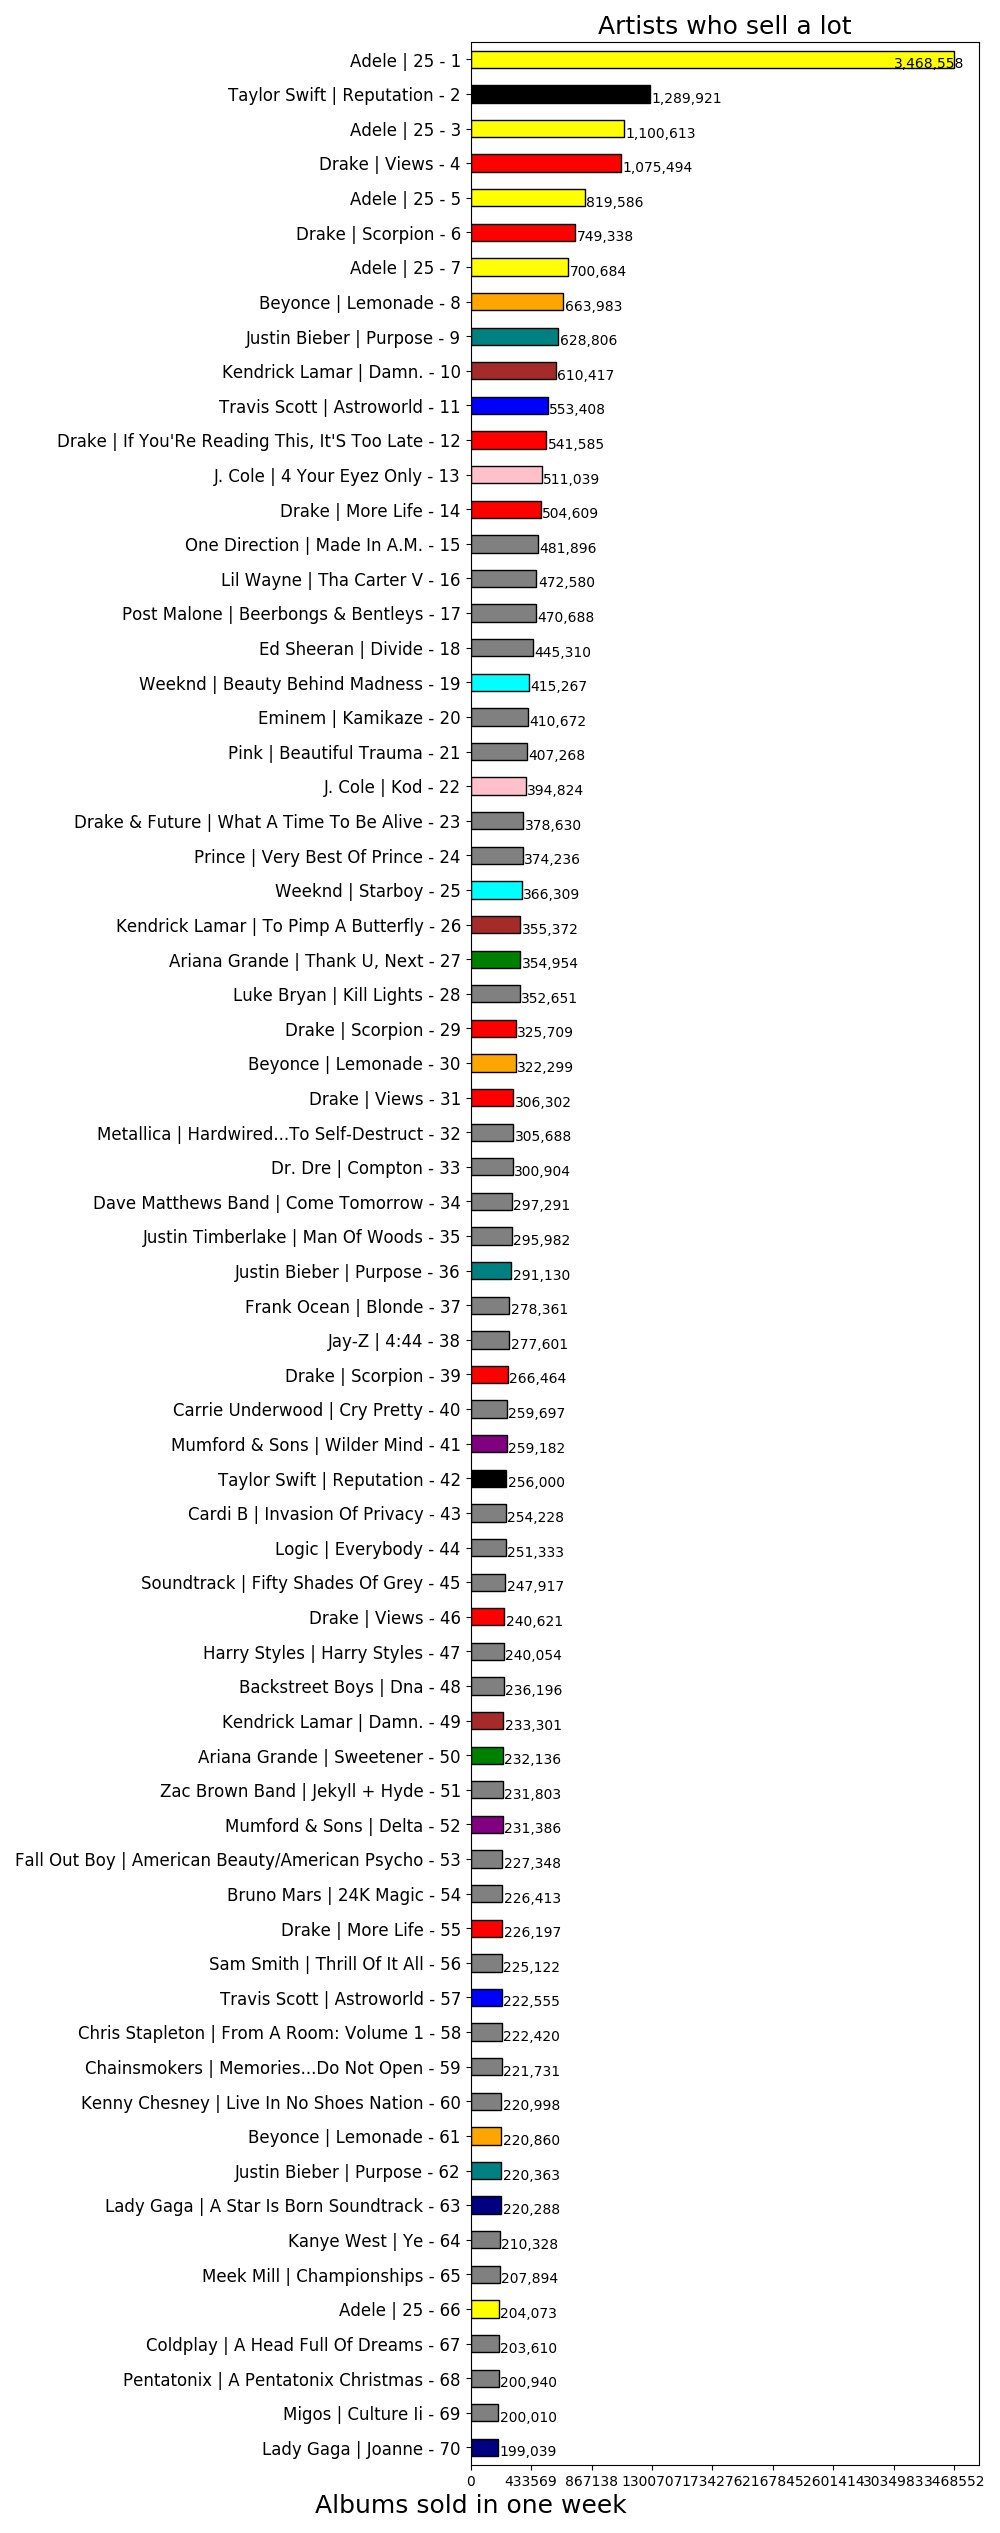 Artists who sell a lot
Adele | 25 - 1 3,468,558
Taylor Swift | Reputation - 2 1,289,921
Adele | 25 - 3 1,100,613
Drake | Views - 4 1,075,494
Adele | 25 - 5 819,586
Drake | Scorpion - 6 749,338
Adele | 25 - 7 700,684
Beyonce | Lemonade - 8 663,983
Justin Bieber | Purpose - 9 628,806
Kendrick Lamar | Damn. - 10 610,417
Travis Scott | Astroworld - 11 553,408
Drake | If You'Re Reading This, It'S Too Late - 12 541,585
J. Cole | 4 Your Eyez Only - 13 511,039
Drake | More Life - 14 504,609
One Direction | Made In A.M. - 15 481,896
Lil Wayne | Tha Carter V - 16 472,580
Post Malone | Beerbongs & Bentleys - 17 470,688
Ed Sheeran | Divide - 18 445,310
Weeknd | Beauty Behind Madness - 19 415,267
Eminem | Kamikaze - 20 410,672
Pink | Beautiful Trauma - 21 407,268
J. Cole | Kod - 22 394,824
Drake & Future | What A Time To Be Alive - 23 378,630
Prince | Very Best Of Prince - 24 374,236
Weeknd | Starboy - 25 366,309
Kendrick Lamar | To Pimp A Butterfly - 26 355,372
Ariana Grande | Thank U, Next - 27 354,954
Luke Bryan | Kill Lights - 28 352,651
Drake | Scorpion - 29 325,709
Beyonce | Lemonade - 30 322,299
Drake | Views - 31 306,302
Metallica | Hardwired...To Self-Destruct - 32 305,688
Dr. Dre | Compton - 33 300,904
Dave Matthews Band | Come Tomorrow - 34 297,291
Justin Timberlake | Man Of Woods - 35 295,982
Justin Bieber | Purpose - 36 291,130
Frank Ocean | Blonde - 37 278,361
Jay-Z | 4:44 - 38 277,601
Drake | Scorpion - 39 266,464
Carrie Underwood | Cry Pretty - 40 259,697
Mumford & Sons | Wilder Mind - 41 259,182
Taylor Swift | Reputation - 42 256,000
Cardi B | Invasion Of Privacy - 43 254,228
Logic | Everybody - 44 251,333
Soundtrack | Fifty Shades Of Grey - 45 247,917
Drake | Views - 46 240,621
Harry Styles | Harry Styles - 47 240,054
Backstreet Boys | Dna - 48 236,196
Kendrick Lamar | Damn. - 49 233,301
Ariana Grande | Sweetener - 50 232,136
Zac Brown Band | Jekyll + Hyde - 51 231,803
Mumford & Sons | Delta - 52 231,386
Fall Out Boy | American Beauty/American Psycho - 53 227,348
Bruno Mars | 24K Magic - 54 226,413
Drake | More Life - 55 226,197
Sam Smith | Thrill Of It All - 56 225,122
Travis Scott | Astroworld - 57 222,555
Chris Stapleton | From A Room: Volume 1 - 58 222,420
Chainsmokers | Memories...Do Not Open - 59 221,731
Kenny Chesney | Live In No Shoes Nation - 60 220,998
Beyonce | Lemonade - 61 220,860
Justin Bieber | Purpose - 62 220,363
Lady Gaga | A Star Is Born Soundtrack - 63 220,288
Kanye West | Ye - 64 210,328
Meek Mill | Championships - 65 207,894
Adele | 25 - 66 204,073
Coldplay | A Head Full Of Dreams - 67 203,610
Pentatonix | A Pentatonix Christmas - 68 200,940
Migos | Culture Ii - 69 200,010
Lady Gaga | Joanne - 70 199,039
0 433569 867138 1300707 1734276 2167845 2601414 3034983 3468552
Albums sold in one week